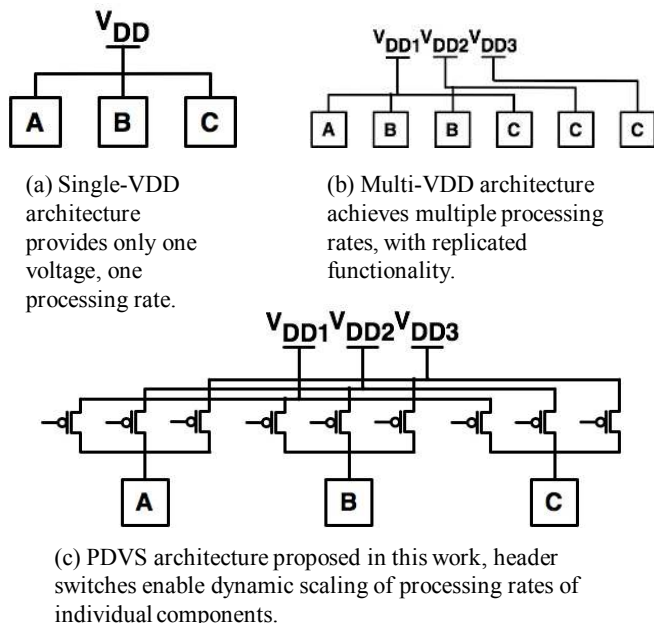 VDD
A B C
(a) Single-VDD
architecture
provides only one
voltage, one
processing rate.
VDD1 VDD2 VDD3
A B B C C C
(b) Multi-VDD architecture
achieves multiple processing
rates, with replicated
functionality.
VDD1 VDD2 VDD3
A B C
(c) PDVS architecture proposed in this work, header
switches enable dynamic scaling of processing rates of
individual components.